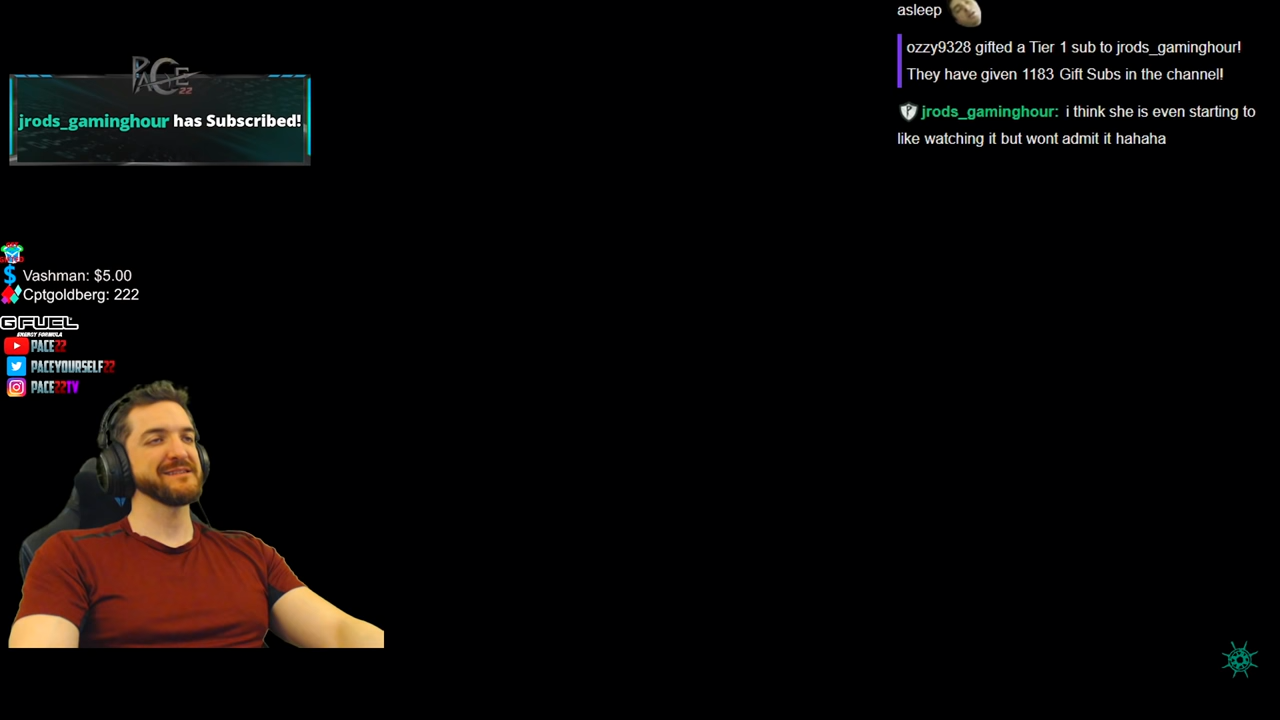 asleep
ozzy9328 gifted a Tier 1 sub to jrods_gaminghour!
They have given 1183 Gift Subs in the channel!
jrods_gaminghour: i think she is even starting to
like watching it but wont admit it hahaha
PACE
22
jrods_gaminghour has Subscribed!
$ Vashman: $5.00
Cptgoldberg: 222
G FUEL
ENERGY FORMULA
PACE22
PACEYOURSELF22
PACE22TV